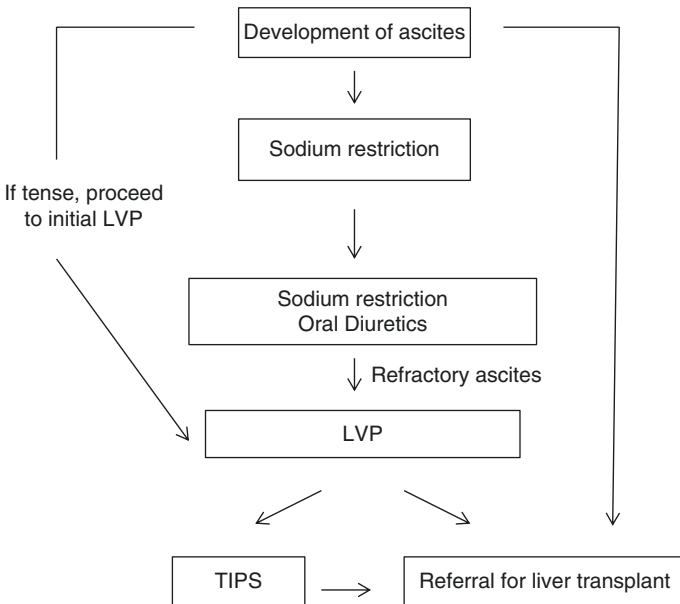 Development of ascites
Sodium restriction
If tense, proceed
to initial LVP
Sodium restriction
Oral Diuretics
Refractory ascites
LVP
TIPS
Referral for liver transplant